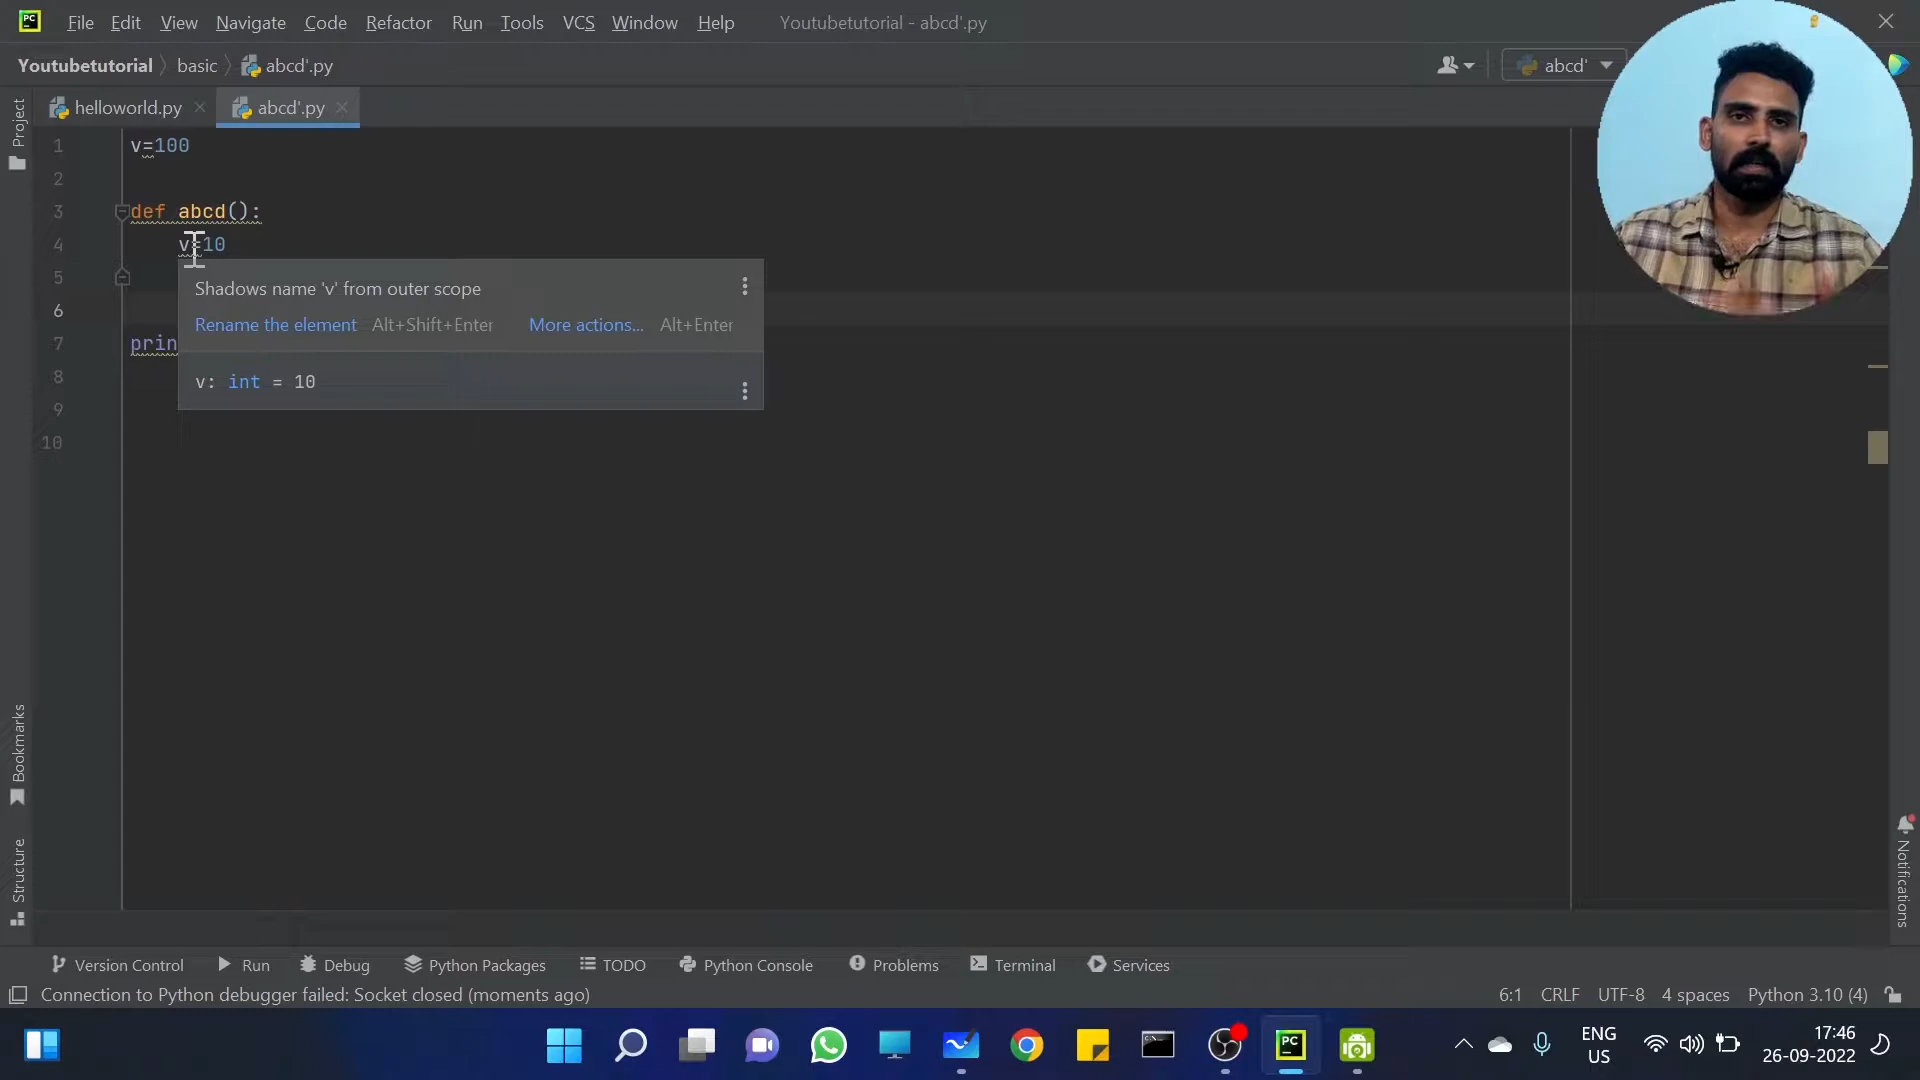 PC File Edit View Navigate Code Refactor Run Tools VCS Window Help Youtubetutorial - abcd'.py
Youtubetutorial basic abcd'.py abcd'
helloworld.py abcd'.py
Project
1 v=100
2
3 def abcd():
4 v=10
5
Shadows name 'v' from outer scope
6
Rename the element Alt+Shift+Enter More actions... Alt+Enter
7 prin
8 v: int = 10
9
10
Bookmarks
Structure
Notifications
Version Control Run Debug Python Packages TODO Python Console Problems Terminal Services
Connection to Python debugger failed: Socket closed (moments ago) 6:1 CRLF UTF-8 4 spaces Python 3.10 (4)
PC
ENG
US
17:46
26-09-2022